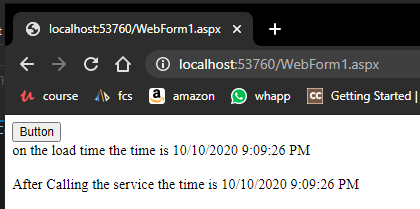 localhost:53760/WebForm1.aspx
localhost:53760/WebForm1.aspx
course fcs amazon whapp CC Getting Started |
Button
on the load time the time is 10/10/2020 9:09:26 PM
After Calling the service the time is 10/10/2020 9:09:26 PM